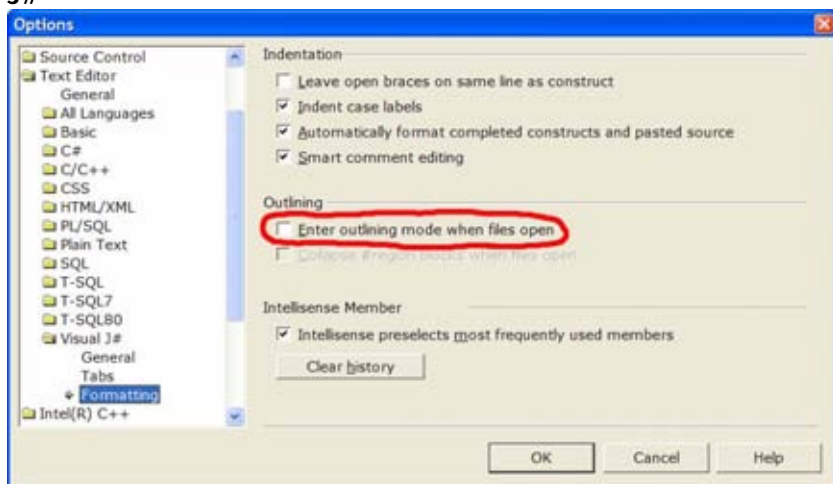 J#
Options
Source Control
Text Editor
General
All Languages
Basic
C#
C/C++
CSS
HTML/XML
PL/SQL
Plain Text
SQL
T-SQL
T-SQL7
T-SQL80
Visual J#
General
Tabs
Formatting
Intel(R) C++
Indentation
Leave open braces on same line as construct
Indent case labels
Automatically format completed constructs and pasted source
Smart comment editing
Outlining
Enter outlining mode when files open
Collapse #region blocks when files open
Intellisense Member
Intellisense preselects most frequently used members
Clear history
OK Cancel Help